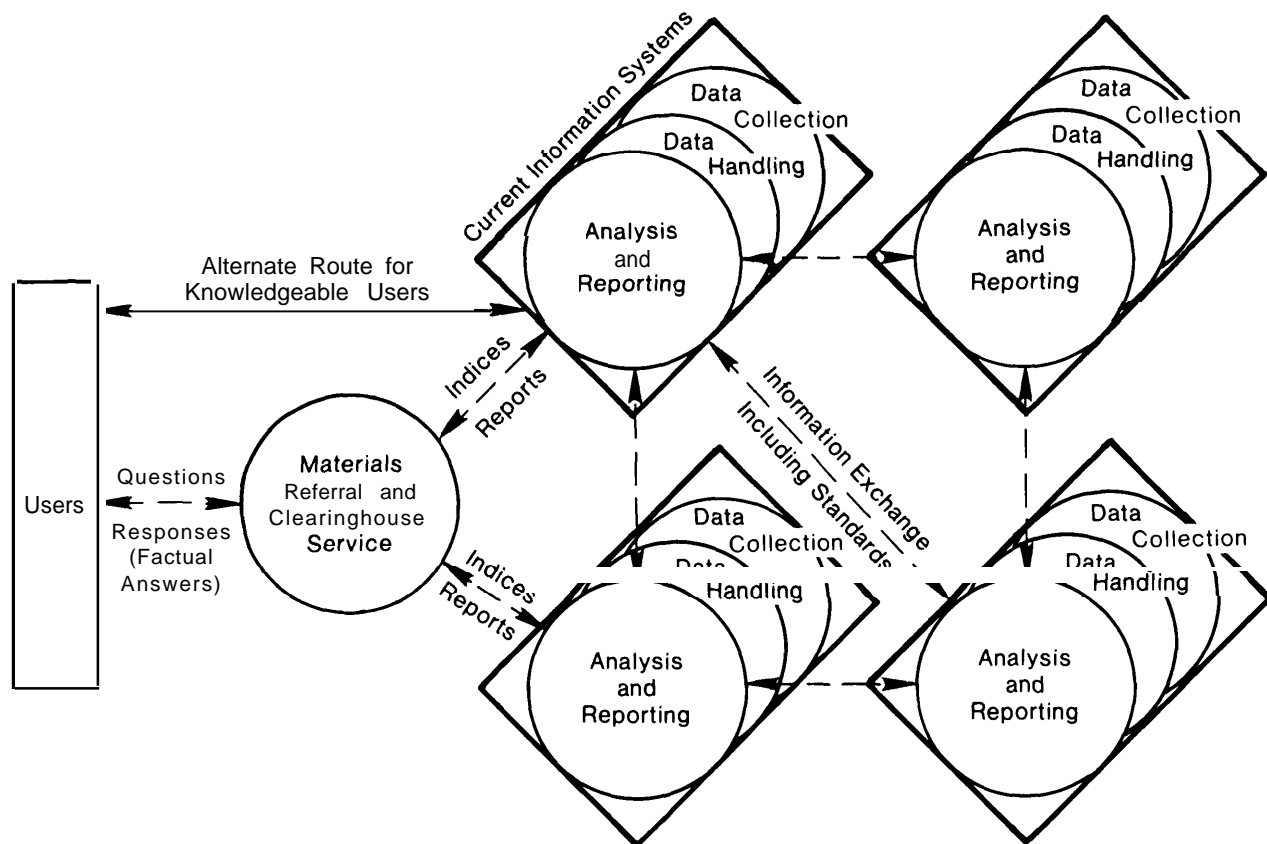 Current Information Systems
Data
Collection
Data
Handling
Analysis
and
Reporting
Data
Collection
Data
Handling
Analysis
and
Reporting
Alternate Route for
Knowledgeable Users
Users
Questions
Responses
(Factual
Answers)
Materials
Referral and
Clearinghouse
Service
Indices
Reports
Indices
Reports
Information Exchange
Including Standards
Data
Collection
Data
Handling
Analysis
and
Reporting
Data
Collection
Data
Handling
Analysis
and
Reporting